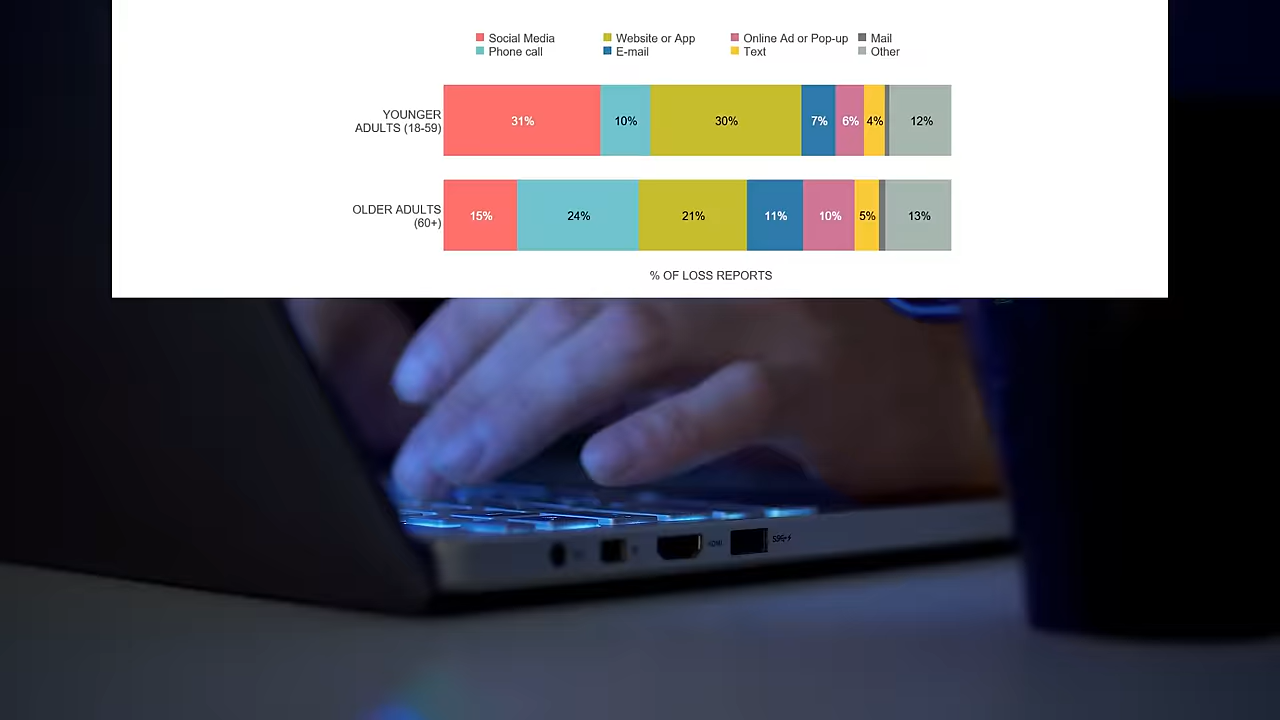 Social Media Website or App Online Ad or Pop-up Mail
Phone call E-mail Text Other
YOUNGER
ADULTS (18-59)
31% 10% 30% 7% 6% 4% 12%
OLDER ADULTS
(60+)
15% 24% 21% 11% 10% 5% 13%
% OF LOSS REPORTS